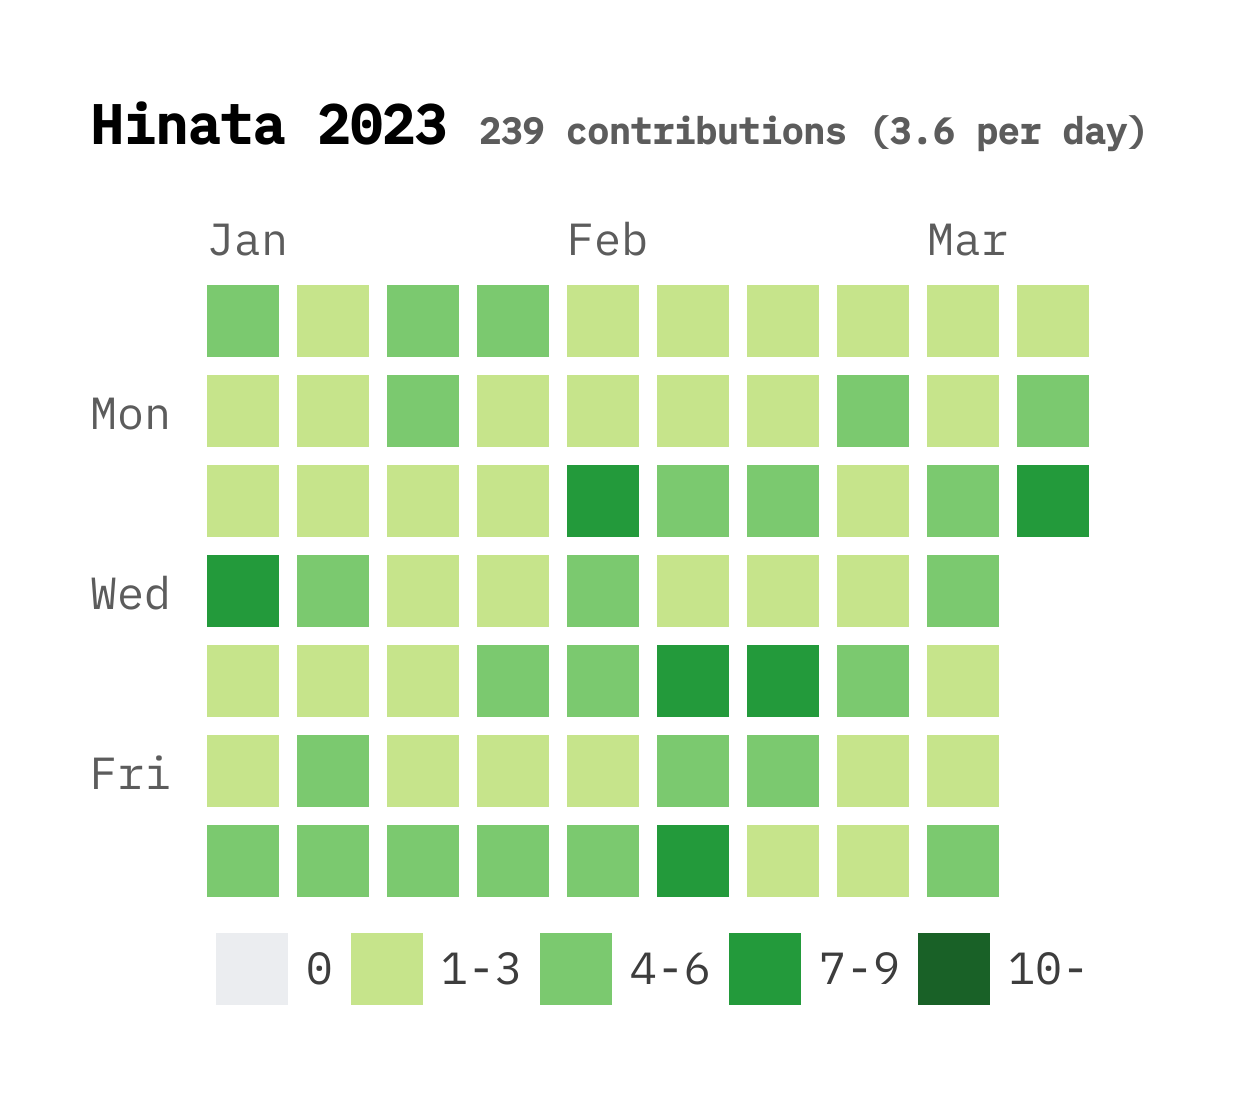 Hinata 2023 239 contributions (3.6 per day)
Jan Feb Mar
Mon
Wed
Fri
0 1-3 4-6 7-9 10-